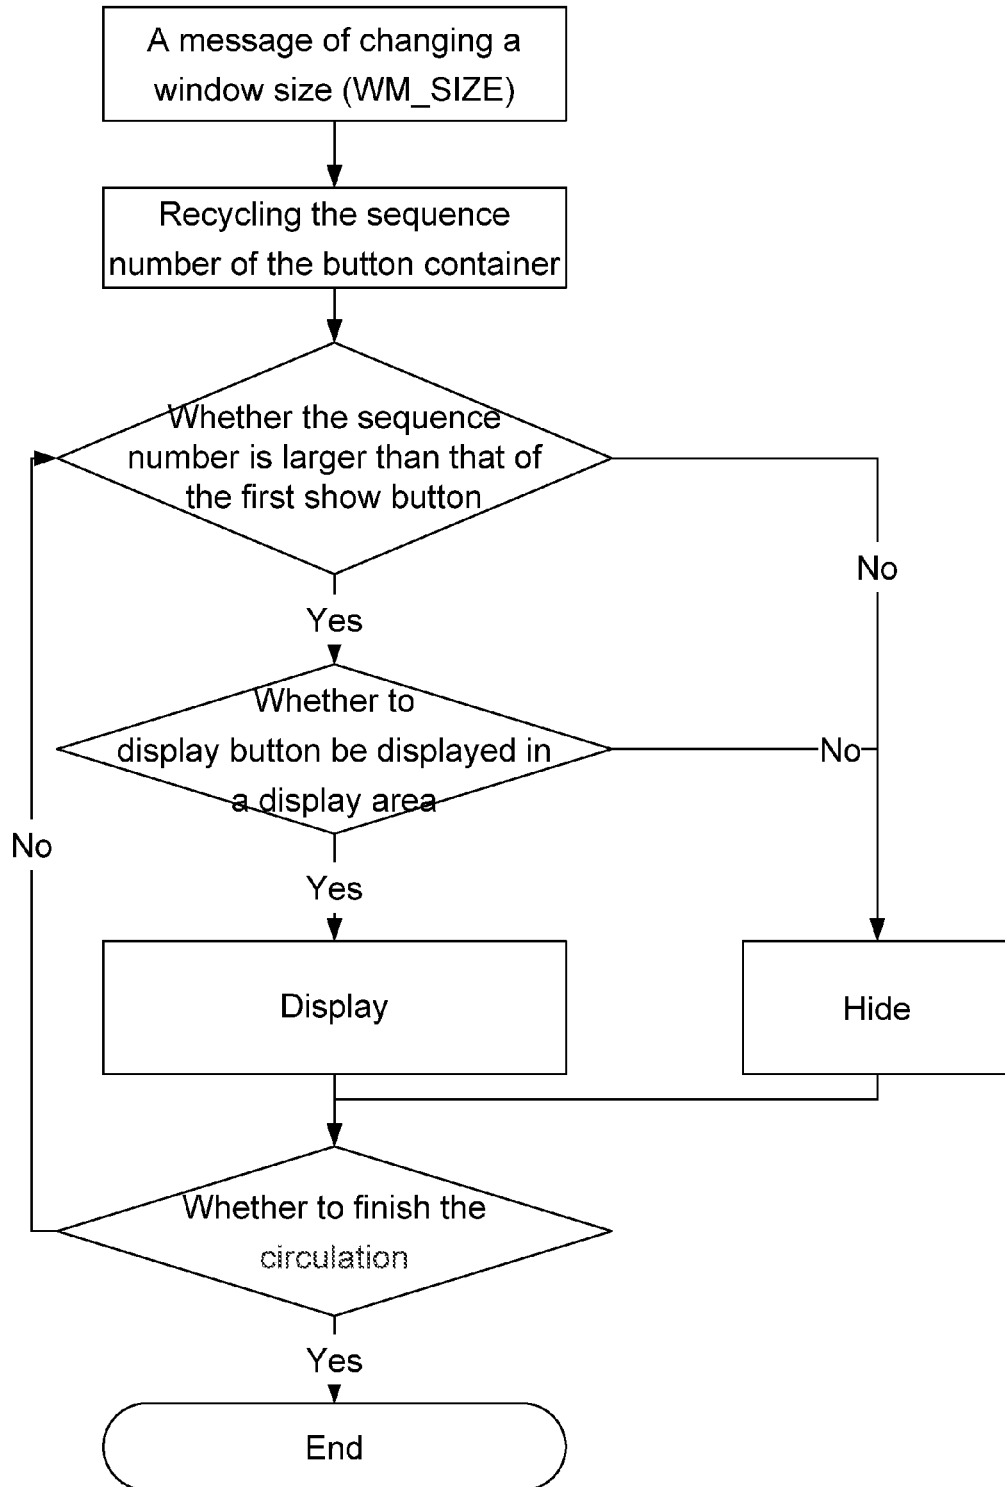 A message of changing a
window size (WM_SIZE)
Recycling the sequence
number of the button container
Whether the sequence
number is larger than that of
the first show button
No
Yes
Whether to
display button be displayed in
a display area
No
No
Yes
Display
Hide
Whether to finish the
circulation
Yes
End